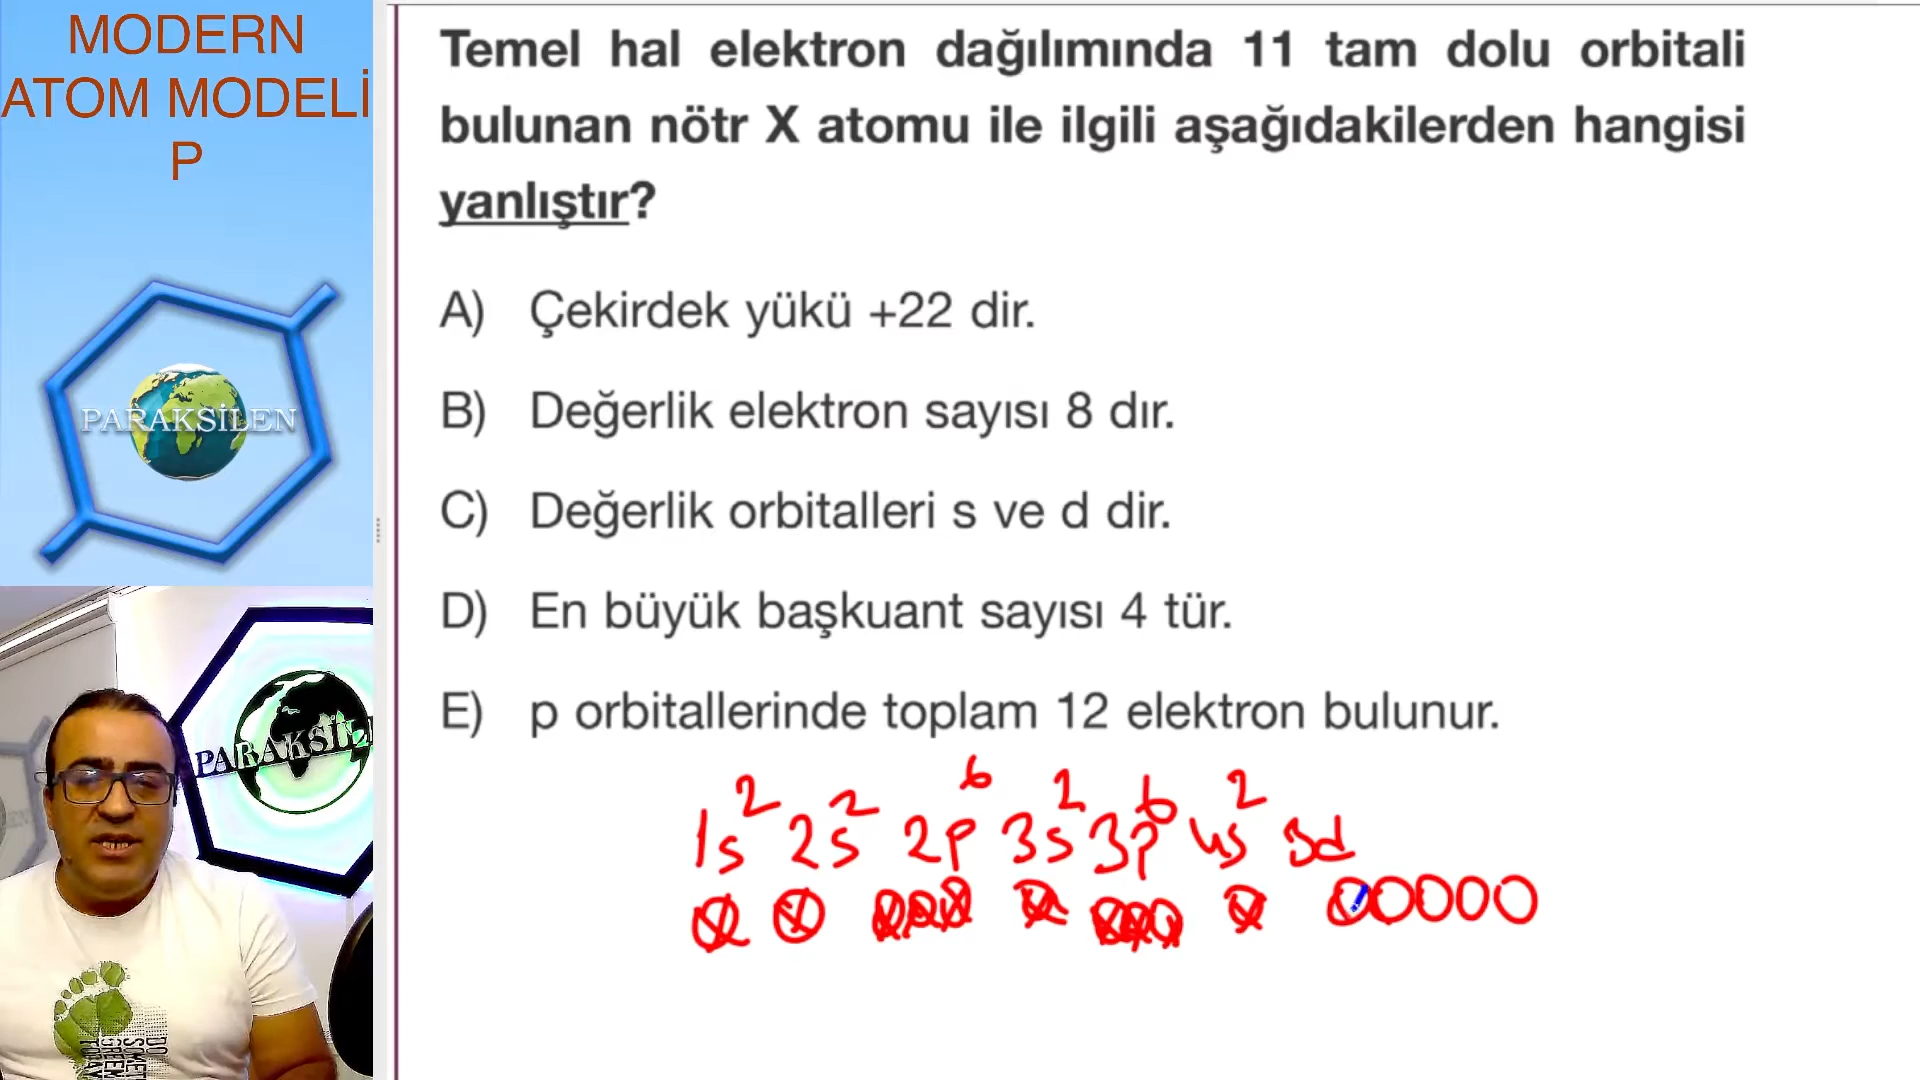 MODERN
ATOM MODELİ
P
PARAKSİLEN
PARAKSİL
Temel hal elektron dağılımında 11 tam dolu orbitali
bulunan nötr X atomu ile ilgili aşağıdakilerden hangisi
yanlıştır?
A) Çekirdek yükü +22 dir.
B) Değerlik elektron sayısı 8 dır.
C) Değerlik orbitalleri s ve d dir.
D) En büyük başkuant sayısı 4 tür.
E) p orbitallerinde toplam 12 elektron bulunur.
1s² 2s² 2p⁶ 3s² 3p⁶ 4s² 3d